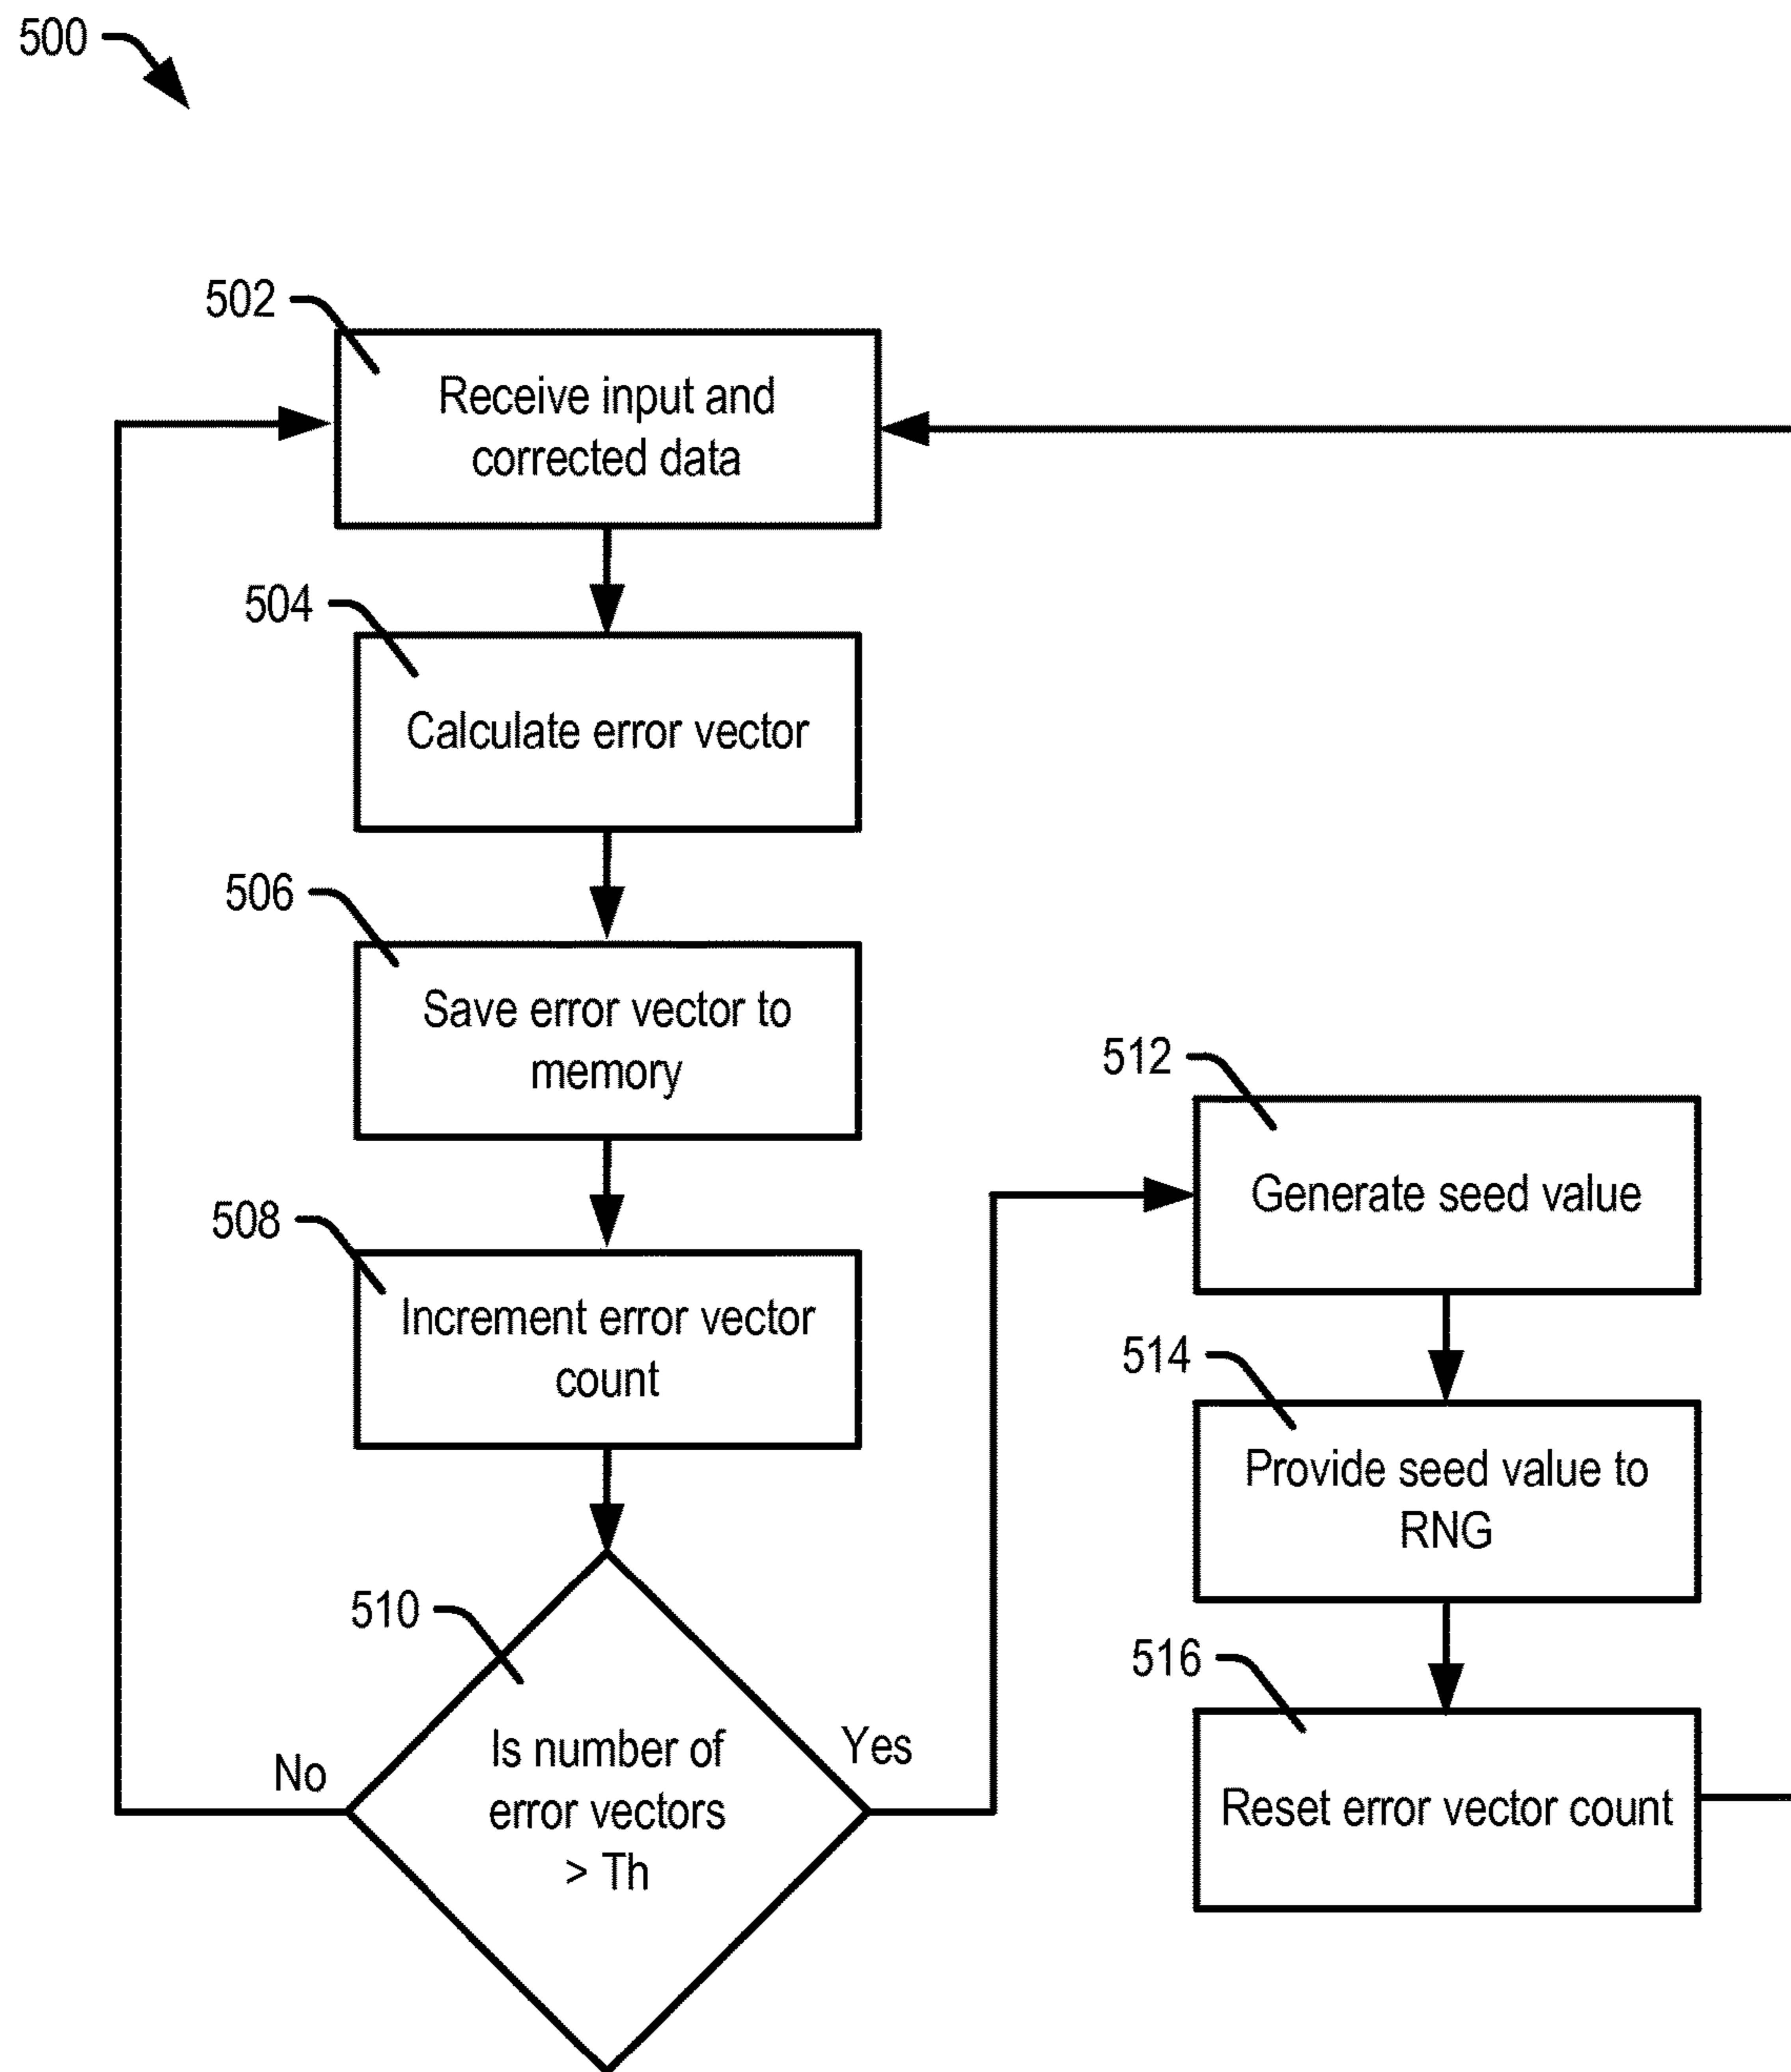 500
502
Receive input and
corrected data
504
Calculate error vector
506
Save error vector to
memory
508
Increment error vector
count
510
Is number of
error vectors
> Th
No
Yes
512
Generate seed value
514
Provide seed value to
RNG
516
Reset error vector count